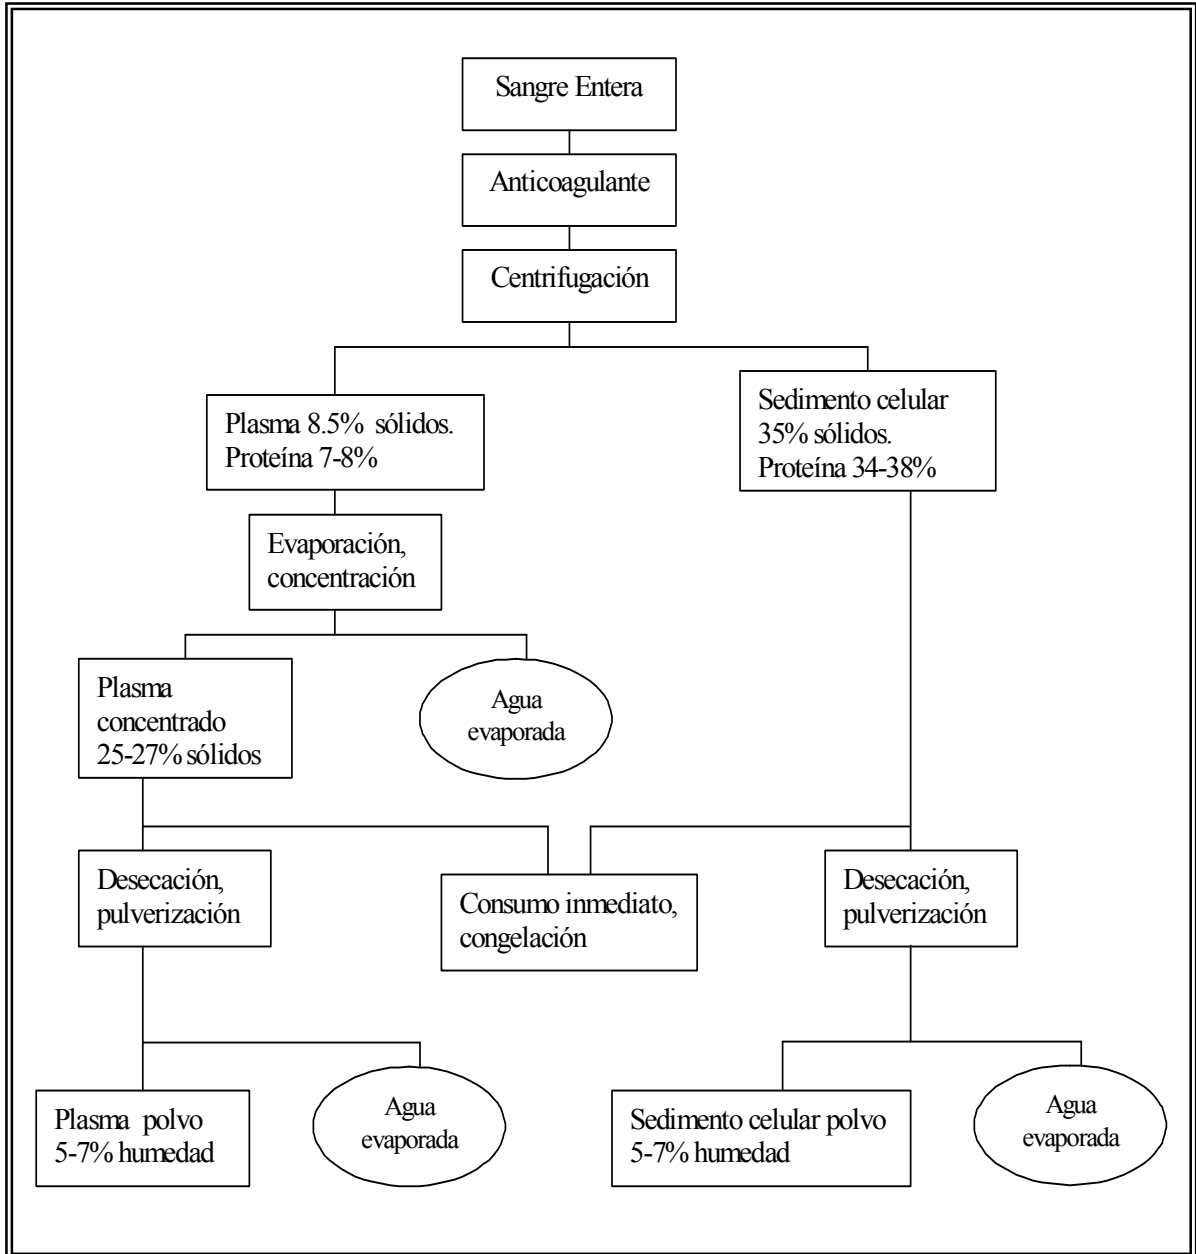 Sangre Entera
Anticoagulante
Centrifugación
Plasma 8.5% sólidos.
Proteína 7-8%
Sedimento celular
35% sólidos.
Proteína 34-38%
Evaporación,
concentración
Plasma
concentrado
25-27% sólidos
Agua
evaporada
Desecación,
pulverización
Consumo inmediato,
congelación
Desecación,
pulverización
Plasma polvo
5-7% humedad
Agua
evaporada
Sedimento celular polvo
5-7% humedad
Agua
evaporada